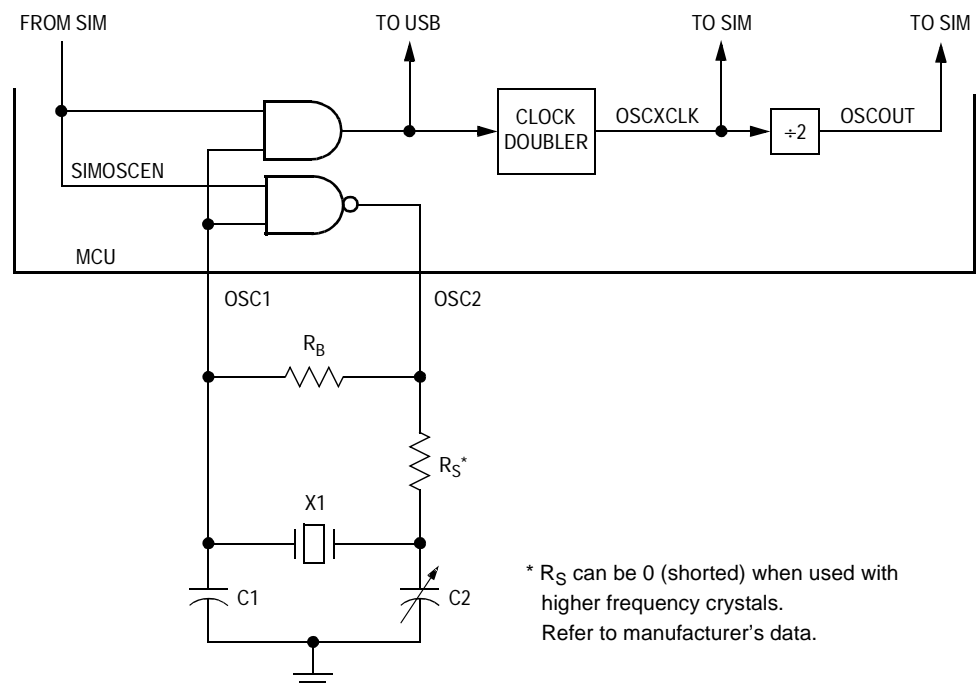 FROM SIM
TO USB
TO SIM
TO SIM
CLOCK
DOUBLER
OSCXCLK
÷2
OSCOUT
SIMOSCEN
MCU
OSC1
OSC2
RB
RS*
X1
C1
C2
* RS can be 0 (shorted) when used with
higher frequency crystals.
Refer to manufacturer's data.